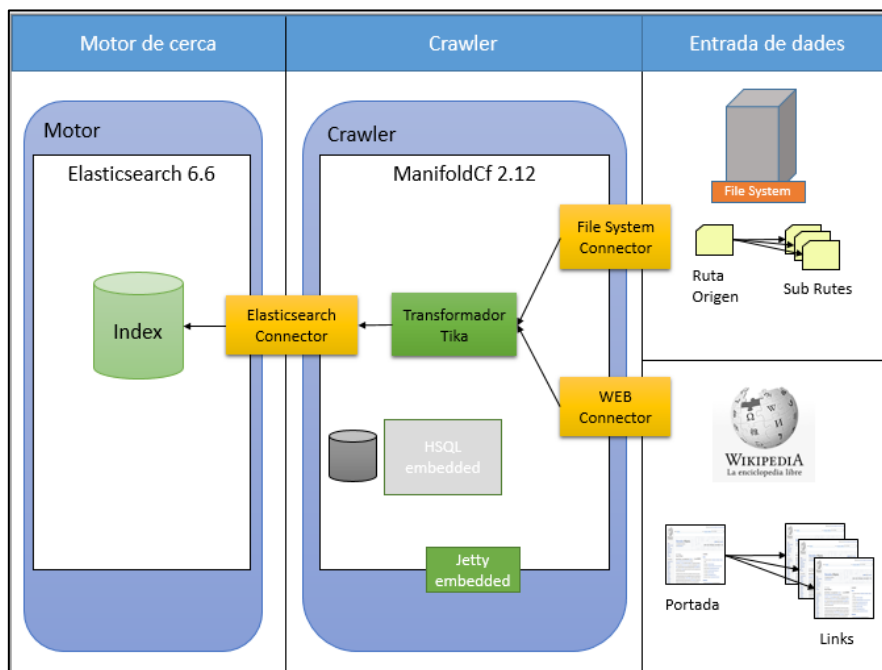 Motor de cerca
Crawler
Entrada de dades
Motor
Elasticsearch 6.6
Index
Elasticsearch
Connector
Crawler
ManifoldCf 2.12
Transformador
Tika
File System
Connector
WEB
Connector
HSQL
embedded
Jetty
embedded
File System
Ruta
Origen
Sub Rutes
WIKIPEDIA
La enciclopedia libre
Portada
Links